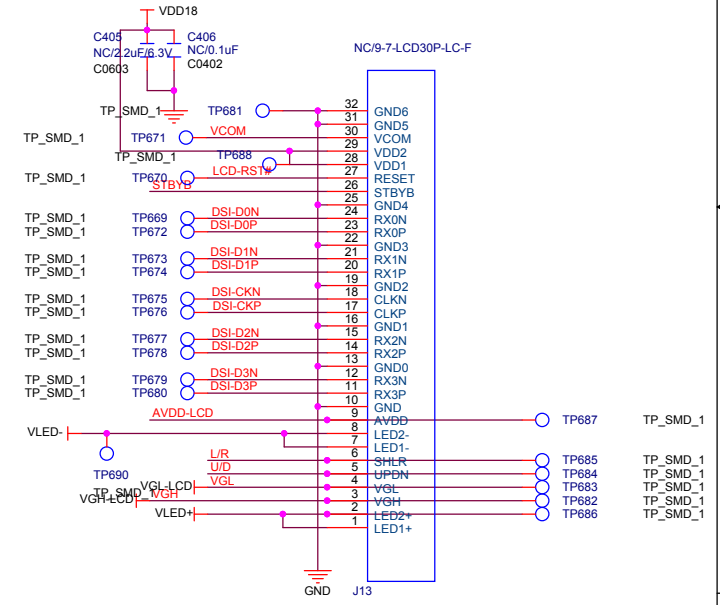 VDD18
C405
C406
NC/2.2uF/6.3V
NC/0.1uF
C0603
C0402
NC/9-7-LCD30P-LC-F
TP_SMD_1
TP681
32
GND6
31
GND5
TP_SMD_1
TP671
VCOM
30
VCOM
29
VDD2
TP_SMD_1
TP688
28
VDD1
TP_SMD_1
TP670
LCD-RST#
27
RESET
STBYB
26
STBYB
25
GND4
TP_SMD_1
TP669
DSI-D0N
24
RX0N
TP_SMD_1
TP672
DSI-D0P
23
RX0P
22
GND3
TP_SMD_1
TP673
DSI-D1N
21
RX1N
TP_SMD_1
TP674
DSI-D1P
20
RX1P
19
GND2
TP_SMD_1
TP675
DSI-CKN
18
CLKN
TP_SMD_1
TP676
DSI-CKP
17
CLKP
16
GND1
TP_SMD_1
TP677
DSI-D2N
15
RX2N
TP_SMD_1
TP678
DSI-D2P
14
RX2P
13
GND0
TP_SMD_1
TP679
DSI-D3N
12
RX3N
TP_SMD_1
TP680
DSI-D3P
11
RX3P
10
GND
AVDD-LCD
9
AVDD
TP687
TP_SMD_1
VLED-
8
LED2-
7
LED1-
L/R
6
SHLR
TP685
TP_SMD_1
TP690
U/D
5
UPDN
TP684
TP_SMD_1
VGL-LCD
VGL
4
VGL
TP683
TP_SMD_1
TP_SMD_1
VGH-LCD
VGH
3
VGH
TP682
TP_SMD_1
VLED+
2
LED2+
TP686
TP_SMD_1
1
LED1+
GND
J13